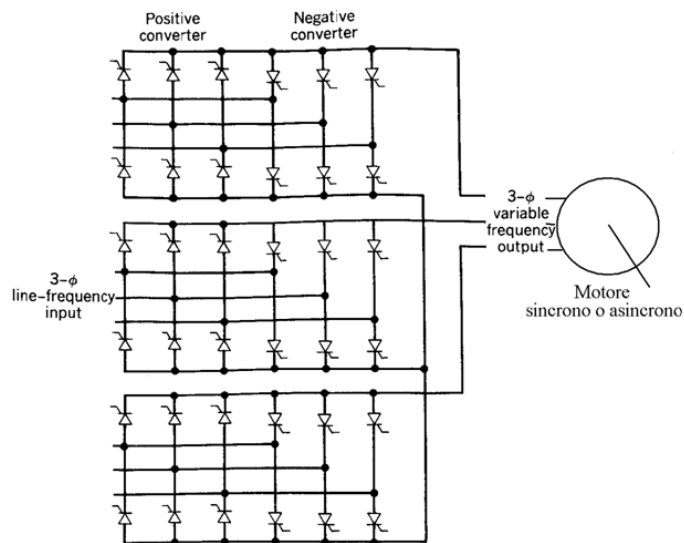 Positive
converter
Negative
converter
3-ϕ
line-frequency
input
3-ϕ
variable
frequency
output
Motore
sincrono o asincrono